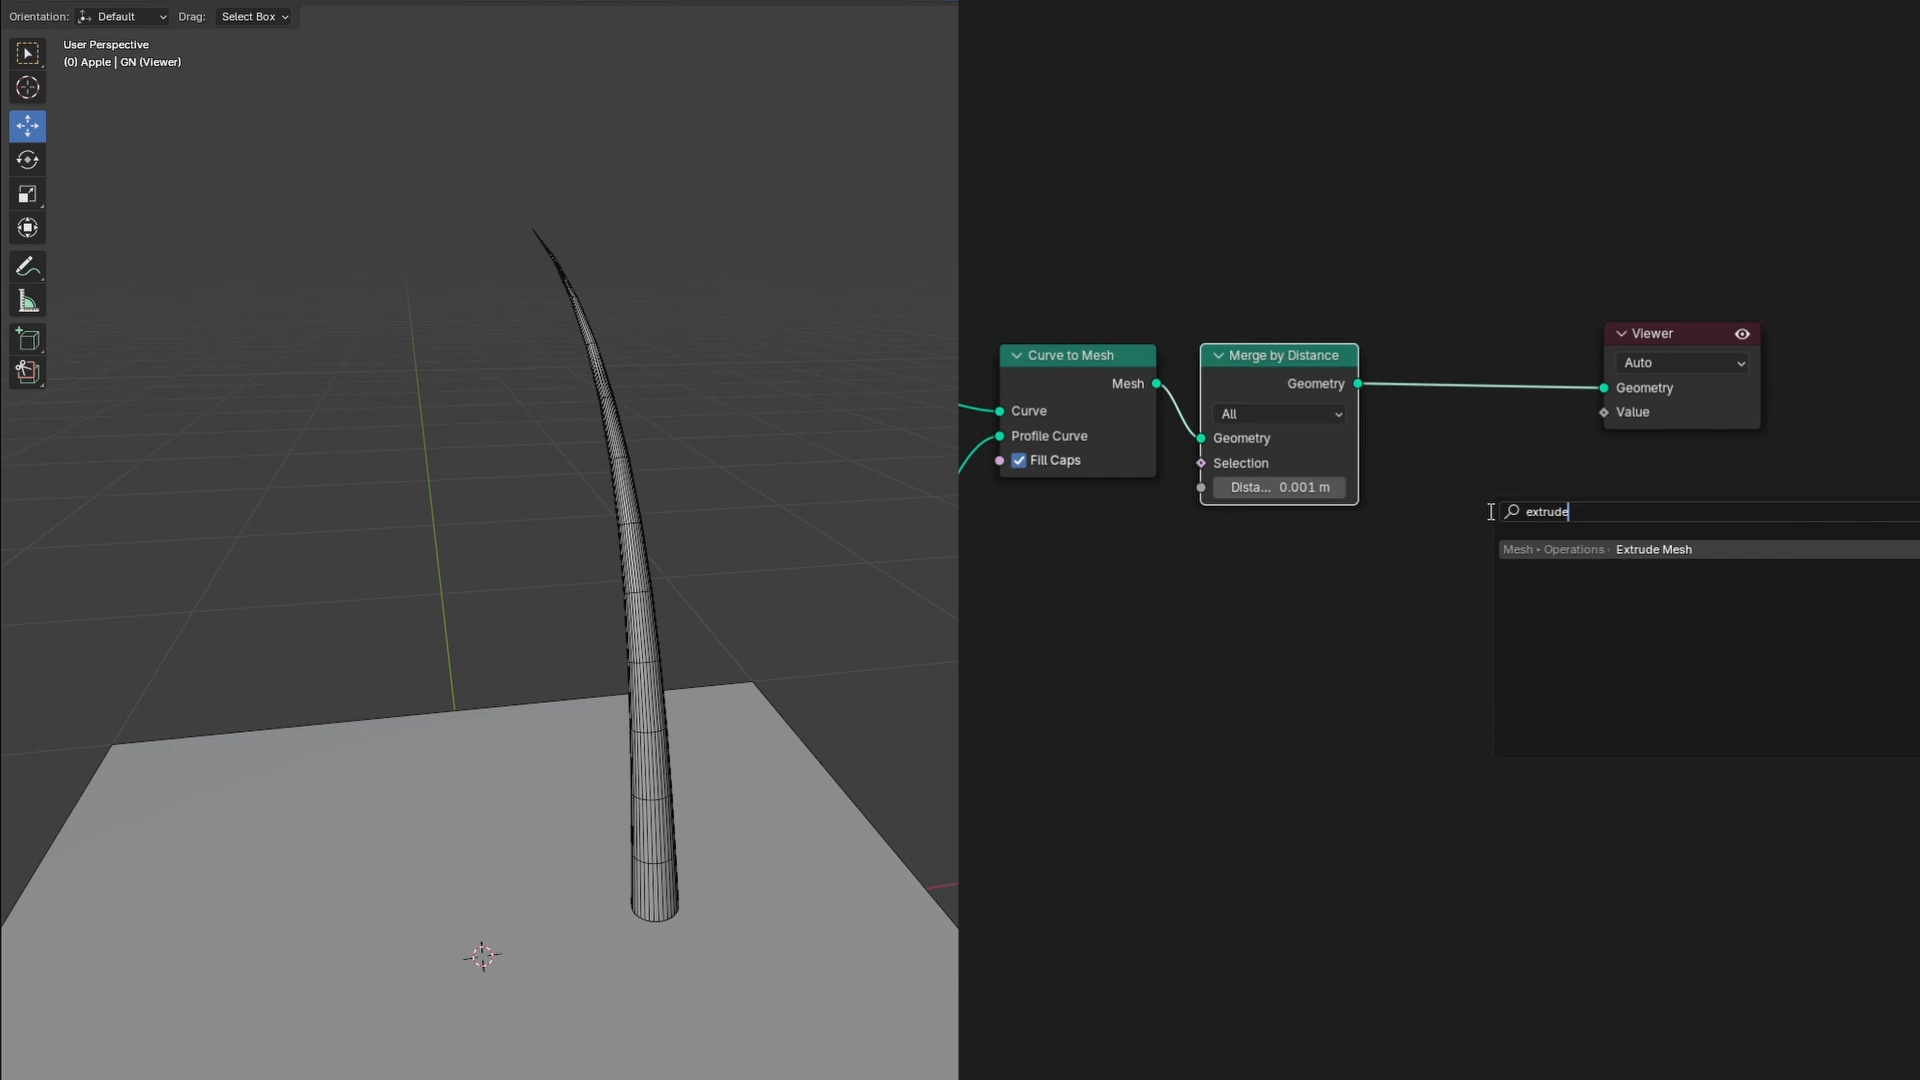 Orientation: Default Drag: Select Box
User Perspective
(0) Apple | GN (Viewer)
Curve to Mesh
Mesh
Curve
Profile Curve
Fill Caps
Merge by Distance
Geometry
All
Geometry
Selection
Dista... 0.001 m
Viewer
Auto
Geometry
Value
extrude
Mesh • Operations › Extrude Mesh